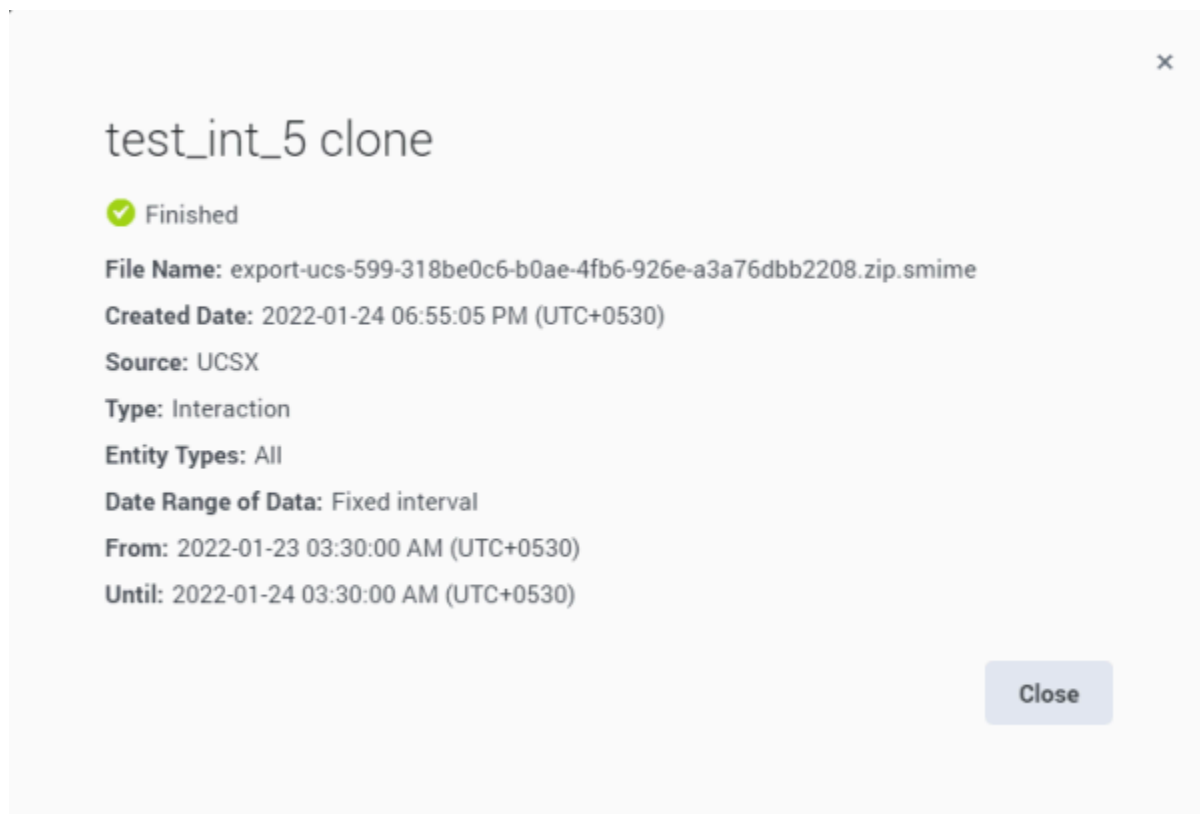 test_int_5 clone
Finished
File Name: export-ucs-599-318be0c6-b0ae-4fb6-926e-a3a76dbb2208.zip.smime
Created Date: 2022-01-24 06:55:05 PM (UTC+0530)
Source: UCSX
Type: Interaction
Entity Types: All
Date Range of Data: Fixed interval
From: 2022-01-23 03:30:00 AM (UTC+0530)
Until: 2022-01-24 03:30:00 AM (UTC+0530)
Close